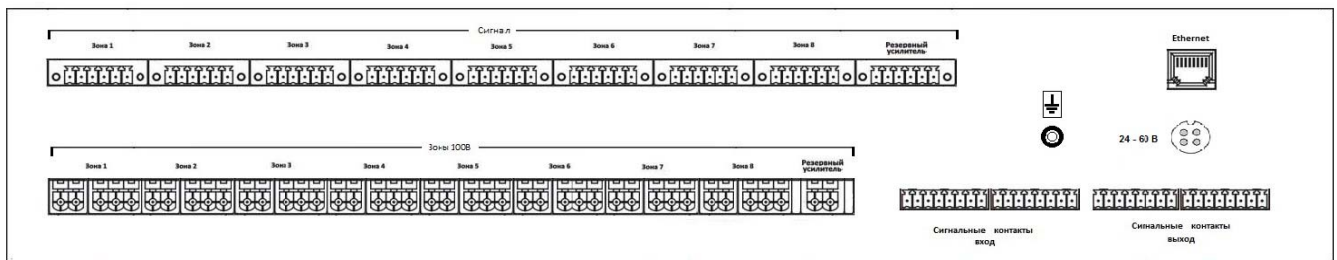 Сигнал
Зона 1 Зона 2 Зона 3 Зона 4 Зона 5 Зона 6 Зона 7 Зона 8 Резервный
усилитель
Ethernet
24 - 60 В
Зоны 100В
Зона 1 Зона 2 Зона 3 Зона 4 Зона 5 Зона 6 Зона 7 Зона 8 Резервный
усилитель
Сигнальные контакты
вход
Сигнальные контакты
выход